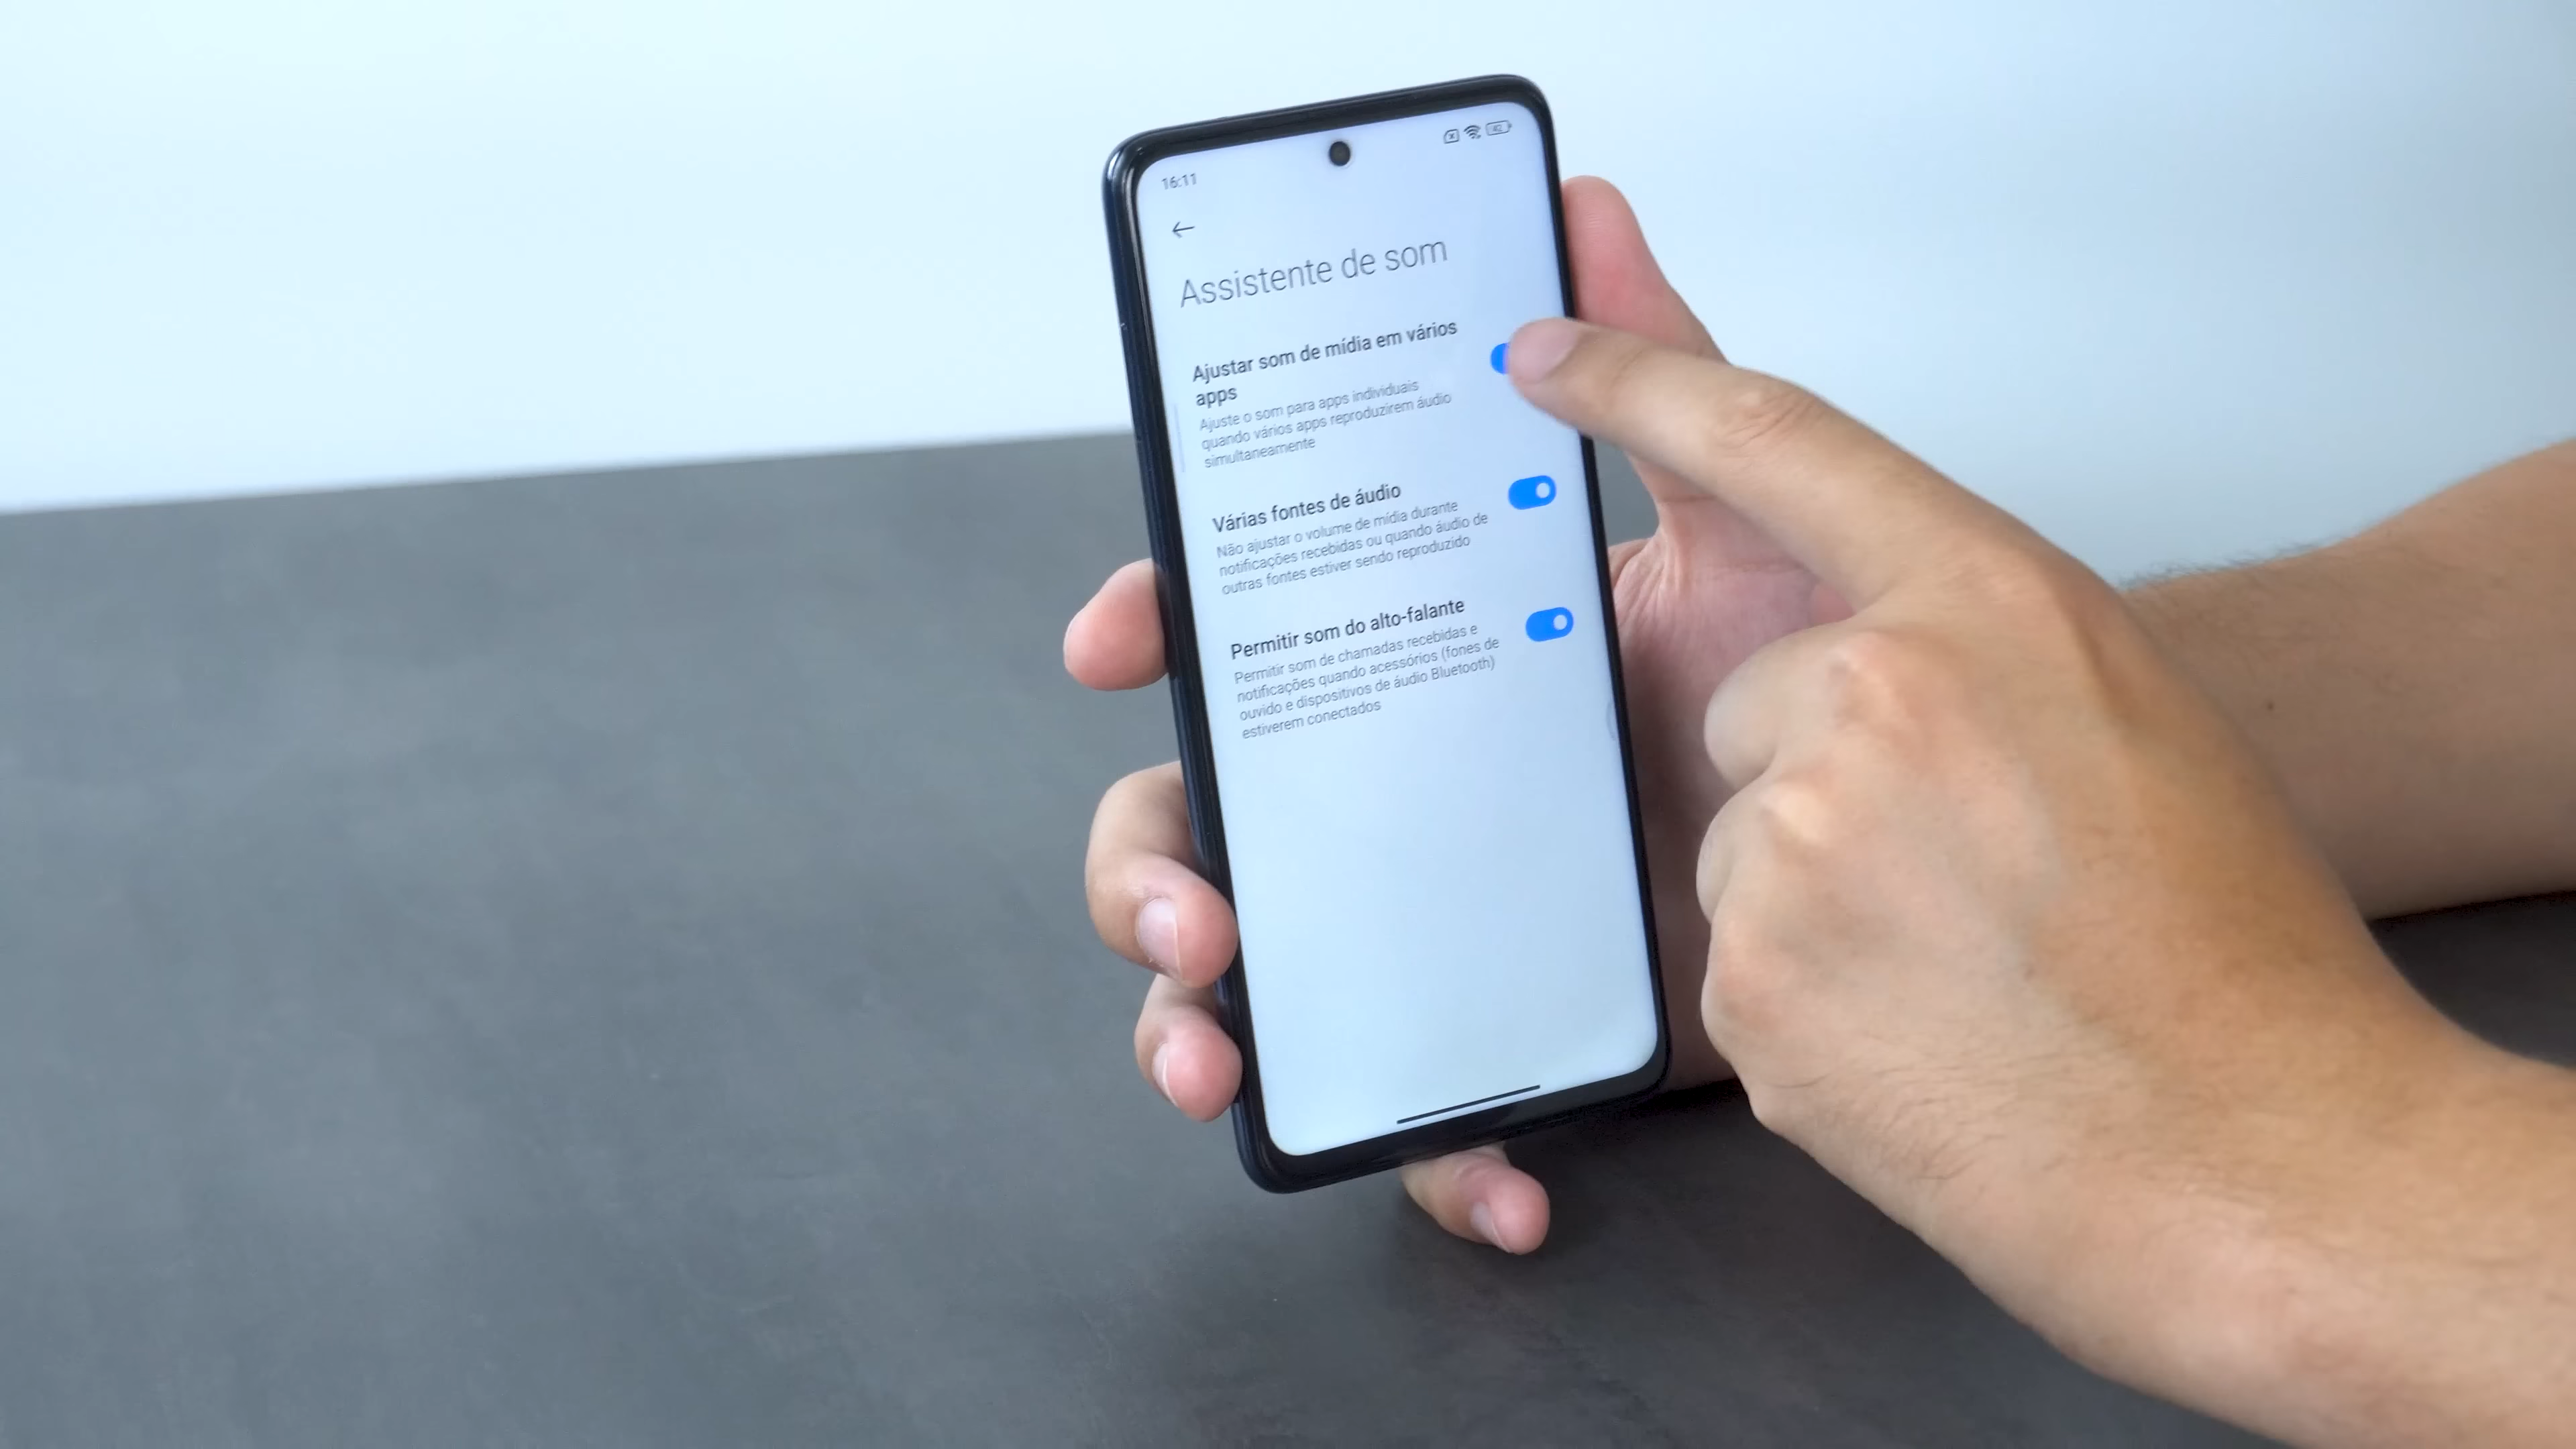 16:11
Assistente de som
Ajustar som de mídia em vários
apps
Ajuste o som para apps individuais
quando vários apps reproduzirem áudio
simultaneamente
Várias fontes de áudio
Não ajustar o volume de mídia durante
notificações recebidas ou quando áudio de
outras fontes estiver sendo reproduzido
Permitir som do alto-falante
Permitir som de chamadas recebidas e
notificações quando acessórios (fones de
ouvido e dispositivos de áudio Bluetooth)
estiverem conectados